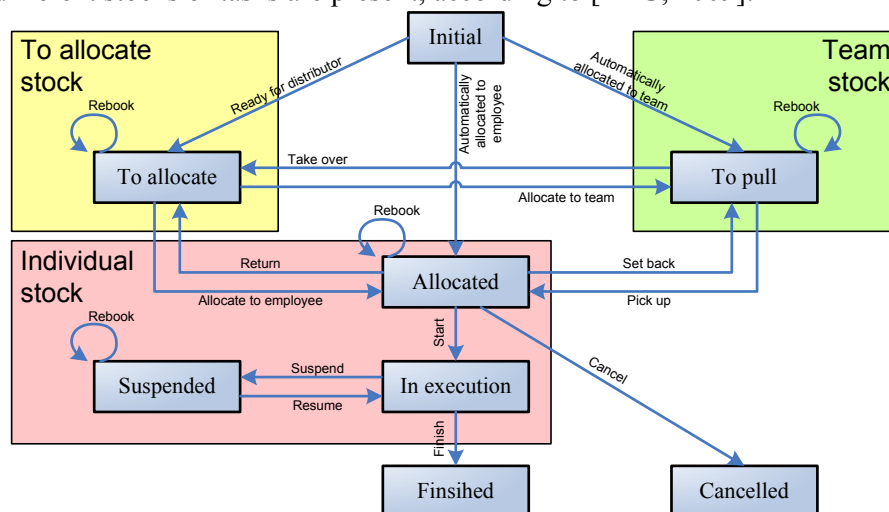 To allocate
stock
Initial
Team
stock
Ready for distributor
Automatically
allocated to
employee
Automatically
allocated to team
Rebook
Rebook
To allocate
Take over
Allocate to team
To pull
Individual
stock
Rebook
Return
Allocate to employee
Allocated
Set back
Pick up
Start
Cancel
Rebook
Suspended
Suspend
Resume
In execution
Finish
Finsihed
Cancelled